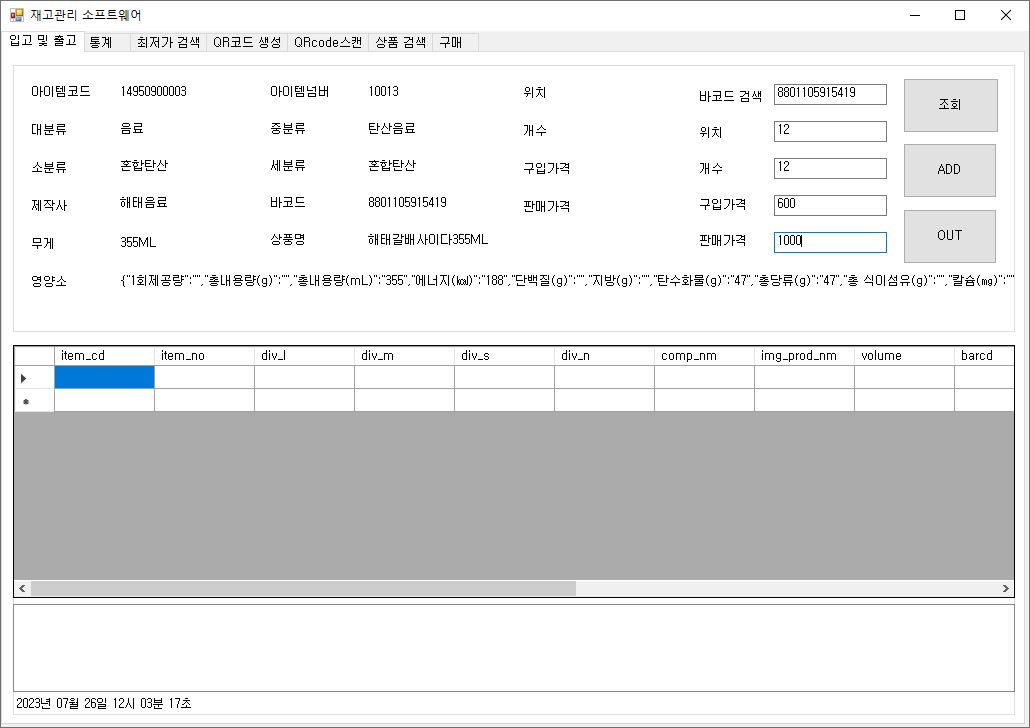 재고관리 소프트웨어
입고 및 출고 통계 최저가 검색 QR코드 생성 QRcode스캔 상품 검색 구매
아이템코드 14950900003 아이템넘버 10013 위치 바코드 검색 8801105915419 조회
대분류 음료 중분류 탄산음료 개수 위치 12
소분류 혼합탄산 세분류 혼합탄산 구입가격 개수 12 ADD
제작사 해태음료 바코드 8801105915419 판매가격 구입가격 600
무게 355ML 상품명 해태갈배사이다355ML 판매가격 1000 OUT
영양소 {"1회제공량":"","총내용량(g)":"","총내용량(mL)":"355","에너지(㎉)":"188","단백질(g)":"","지방(g)":"","탄수화물(g)":"47","총당류(g)":"47","총 식이섬유(g)":"","칼슘(㎎)":""
item_cd item_no div_l div_m div_s div_n comp_nm img_prod_nm volume barcd
2023년 07월 26일 12시 03분 17초